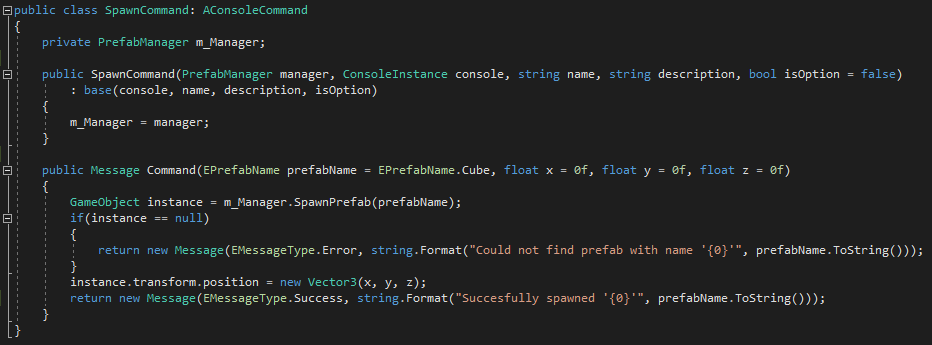 public class SpawnCommand: AConsoleCommand
{
private PrefabManager m_Manager;
public SpawnCommand(PrefabManager manager, ConsoleInstance console, string name, string description, bool isOption = false)
: base(console, name, description, isOption)
{
m_Manager = manager;
}
public Message Command(EPrefabName prefabName = EPrefabName.Cube, float x = 0f, float y = 0f, float z = 0f)
{
GameObject instance = m_Manager.SpawnPrefab(prefabName);
if(instance == null)
{
return new Message(EMessageType.Error, string.Format("Could not find prefab with name '{0}'", prefabName.ToString()));
}
instance.transform.position = new Vector3(x, y, z);
return new Message(EMessageType.Success, string.Format("Succesfully spawned '{0}'", prefabName.ToString()));
}
}